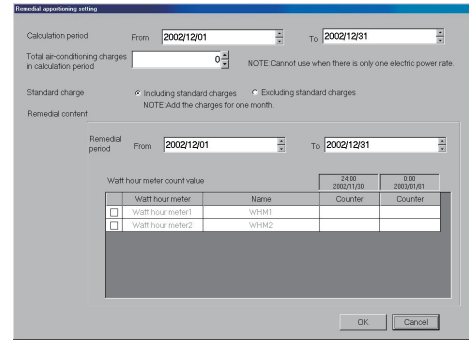 Remedial apportioning setting
Calculation period From 2002/12/01 To 2002/12/31
Total air-conditioning charges
in calculation period 0 NOTE:Cannot use when there is only one electric power rate.
Standard charge Including standard charges Excluding standard charges
NOTE:Add the charges for one month.
Remedial content
Remedial
period From 2002/12/01 To 2002/12/31
Watt hour meter count value 24:00 0:00
2002/11/30 2003/01/01
Watt hour meter Name Counter Counter
Watt hour meter1 WHM1
Watt hour meter2 WHM2
OK Cancel